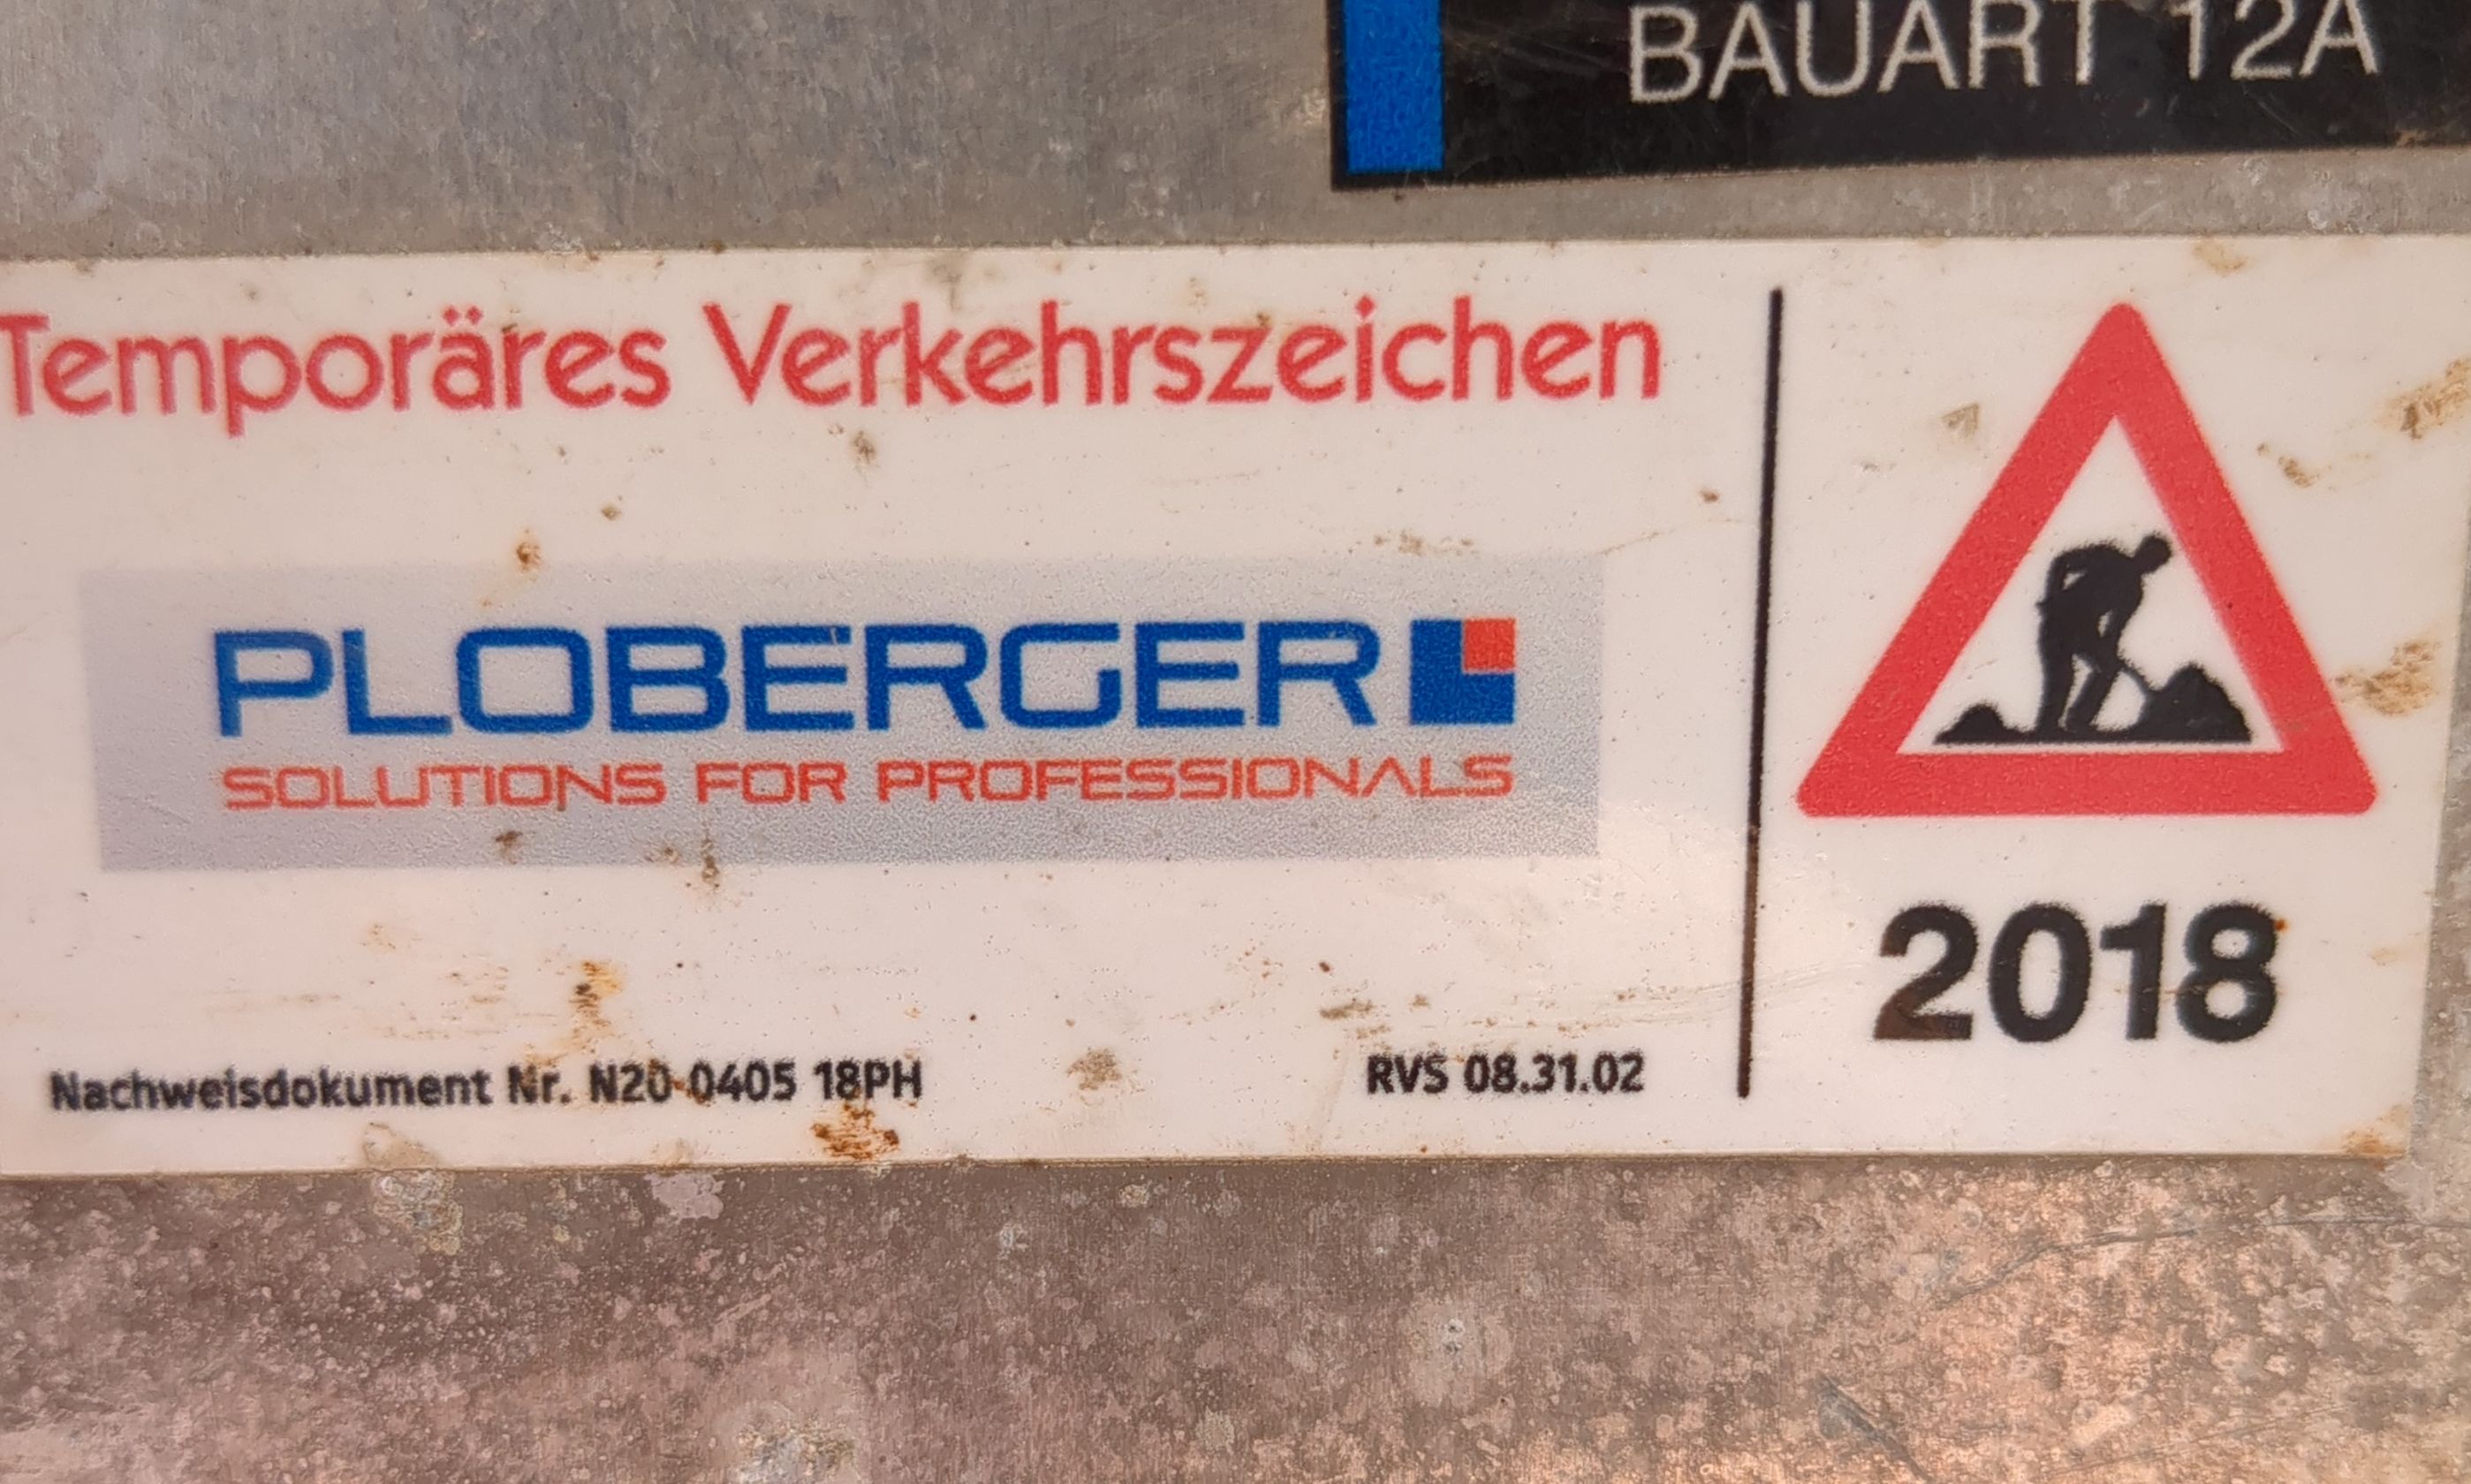 BAUART 12A
Temporäres Verkehrszeichen
PLOBERGER
SOLUTIONS FOR PROFESSIONALS
2018
Nachweisdokument Nr. N20-0405 18PH
RVS 08.31.02